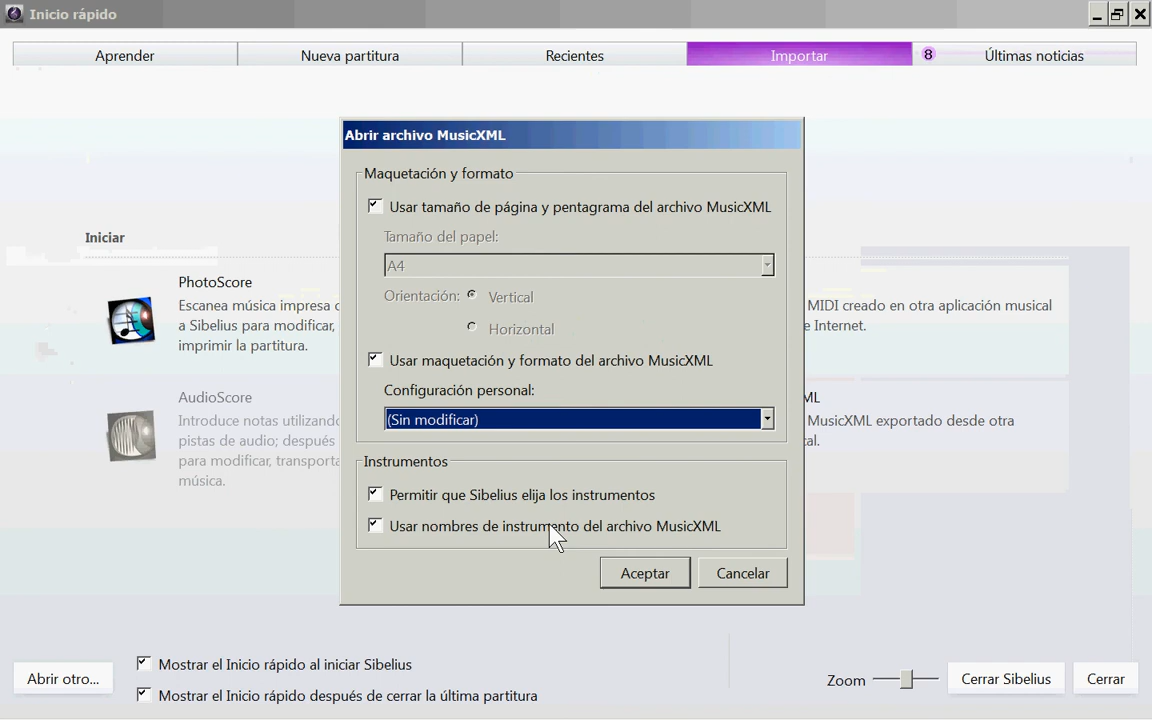 Inicio rápido
Aprender
Nueva partitura
Recientes
Importar
8
Últimas noticias
Iniciar
PhotoScore
Escanea música impresa
a Sibelius para modificar,
imprimir la partitura.
AudioScore
Introduce notas utilizando
pistas de audio; después
para modificar,
música.
MIDI creado en otra aplicación musical
Internet.
MusicXML exportado desde otra
Abrir archivo MusicXML
Maquetación y formato
Usar tamaño de página y pentagrama del archivo MusicXML
Tamaño del papel:
A4
Orientación:
Vertical
Horizontal
Usar maquetación y formato del archivo MusicXML
Configuración personal:
(Sin modificar)
Instrumentos
Permitir que Sibelius elija los instrumentos
Usar nombres de instrumento del archivo MusicXML
Aceptar
Cancelar
Mostrar el Inicio rápido al iniciar Sibelius
Mostrar el Inicio rápido después de cerrar la última partitura
Abrir otro...
Zoom
Cerrar Sibelius
Cerrar